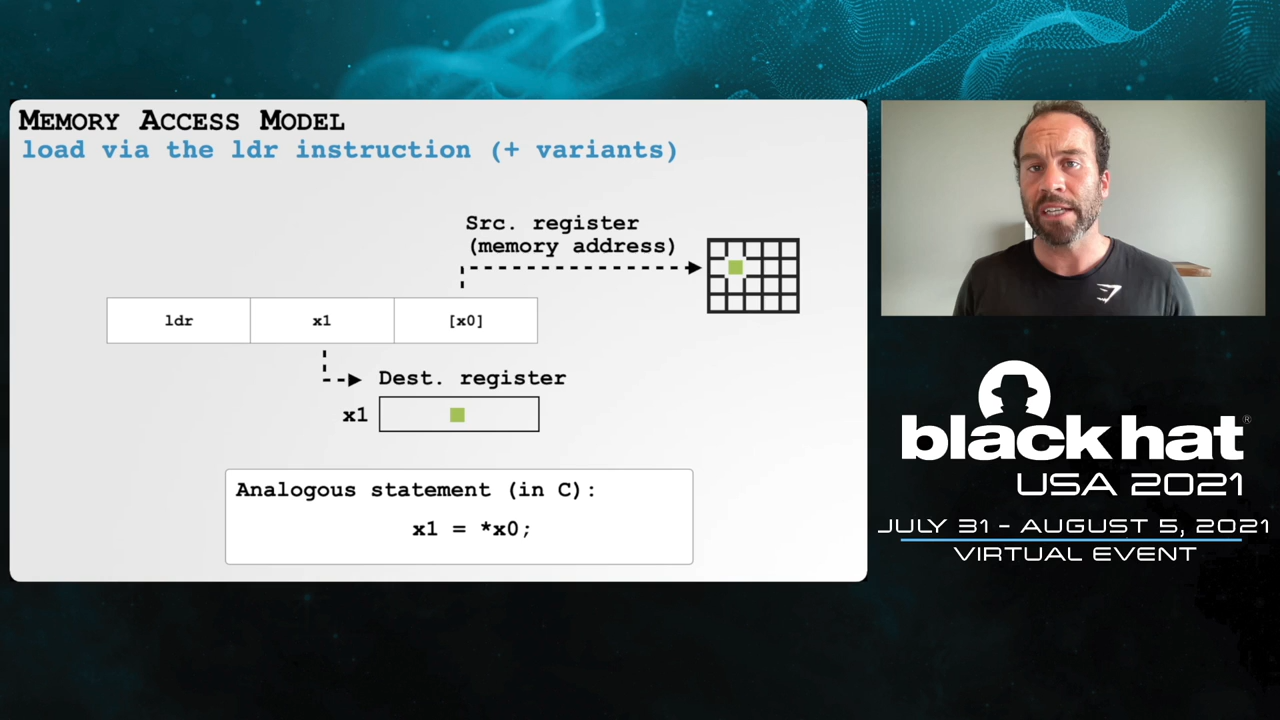 MEMORY ACCESS MODEL
load via the ldr instruction (+ variants)
Src. register
(memory address)
ldr x1 [x0]
Dest. register
x1
Analogous statement (in C):
x1 = *x0;
black hat®
USA 2021
JULY 31 - AUGUST 5, 2021
VIRTUAL EVENT